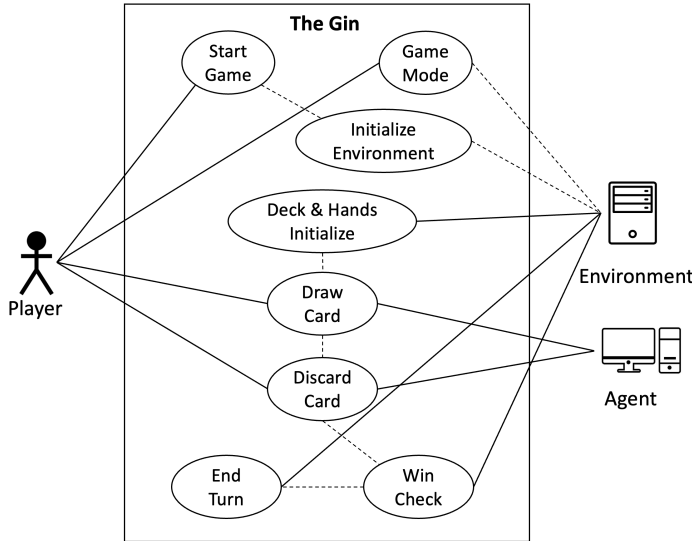 The Gin
Start
Game
Game
Mode
Initialize
Environment
Deck & Hands
Initialize
Environment
Player
Draw
Card
Discard
Card
Agent
End
Turn
Win
Check